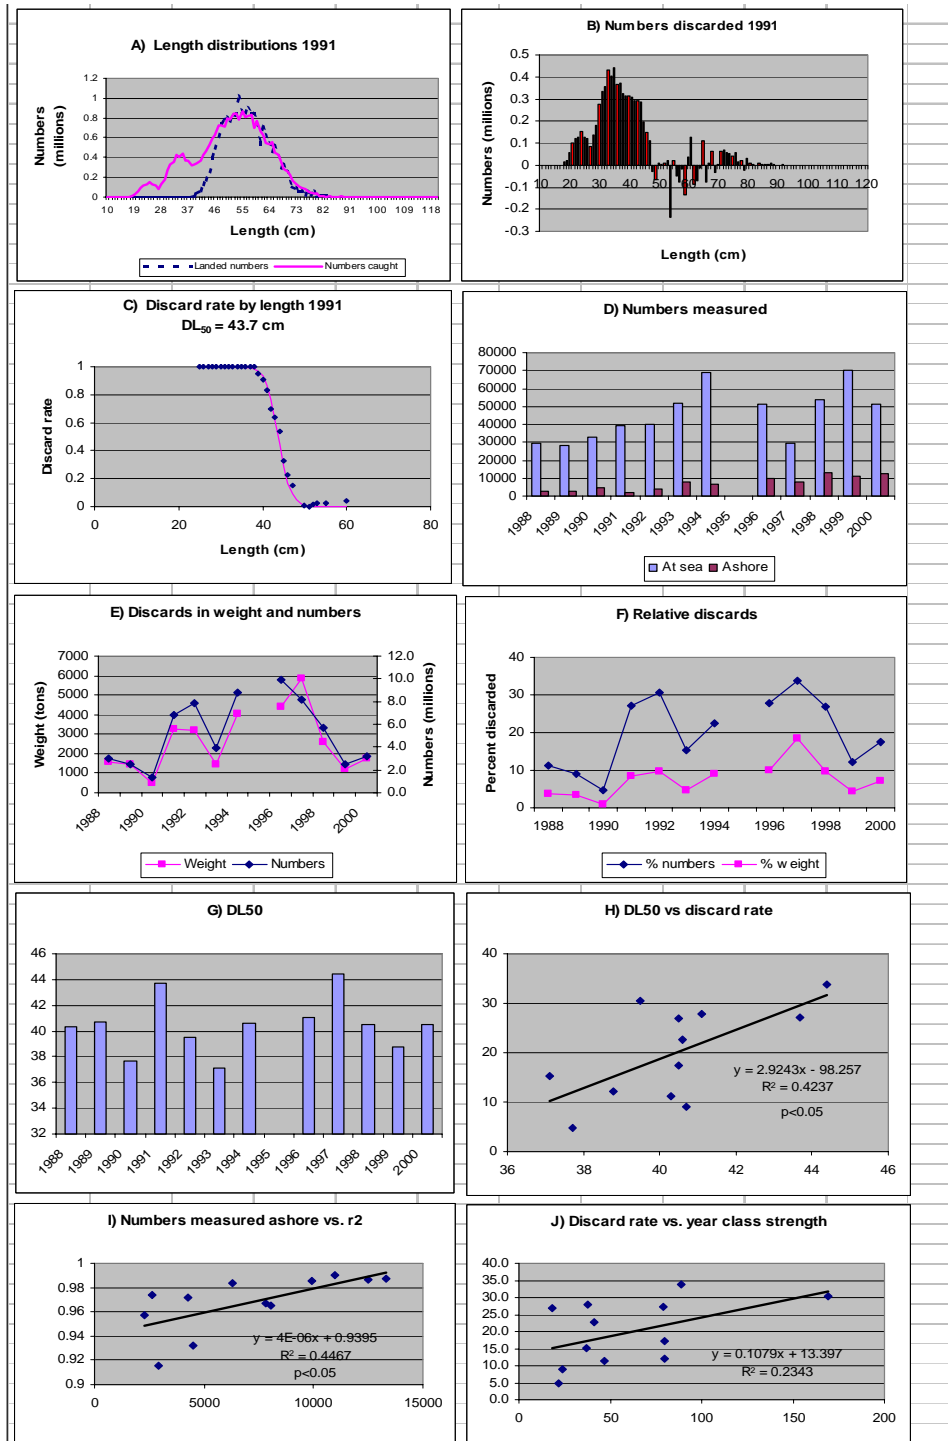 A) Length distributions 1991
Numbers
(millions)
1.2
1
0.8
0.6
0.4
0.2
0
10 19 28 37 46 55 64 73 82 91 100 109 118
Length (cm)
Landed numbers Numbers caught
B) Numbers discarded 1991
Numbers (millions)
0.5
0.4
0.3
0.2
0.1
0
-0.1
-0.2
-0.3
10 20 30 40 50 60 70 80 90 100 110 120
Length (cm)
C) Discard rate by length 1991
DL50 = 43.7 cm
Discard rate
1
0.8
0.6
0.4
0.2
0
0 20 40 60 80
Length (cm)
D) Numbers measured
80000
70000
60000
50000
40000
30000
20000
10000
0
1988 1989 1990 1991 1992 1993 1994 1995 1996 1997 1998 1999 2000
At sea Ashore
E) Discards in weight and numbers
Weight (tons)
7000
6000
5000
4000
3000
2000
1000
0
12.0
10.0
8.0
6.0
4.0
2.0
0.0
Numbers (millions)
1988 1990 1992 1994 1996 1998 2000
Weight Numbers
F) Relative discards
Percent discarded
40
30
20
10
0
1988 1990 1992 1994 1996 1998 2000
% numbers % weight
G) DL50
46
44
42
40
38
36
34
32
1988 1989 1990 1991 1992 1993 1994 1995 1996 1997 1998 1999 2000
H) DL50 vs discard rate
40
30
20
10
0
y = 2.9243x - 98.257
R² = 0.4237
p<0.05
36 38 40 42 44 46
I) Numbers measured ashore vs. r2
1
0.98
0.96
0.94
0.92
0.9
y = 4E-06x + 0.9395
R² = 0.4467
p<0.05
0 5000 10000 15000
J) Discard rate vs. year class strength
40.0
35.0
30.0
25.0
20.0
15.0
10.0
5.0
0.0
y = 0.1079x + 13.397
R² = 0.2343
0 50 100 150 200